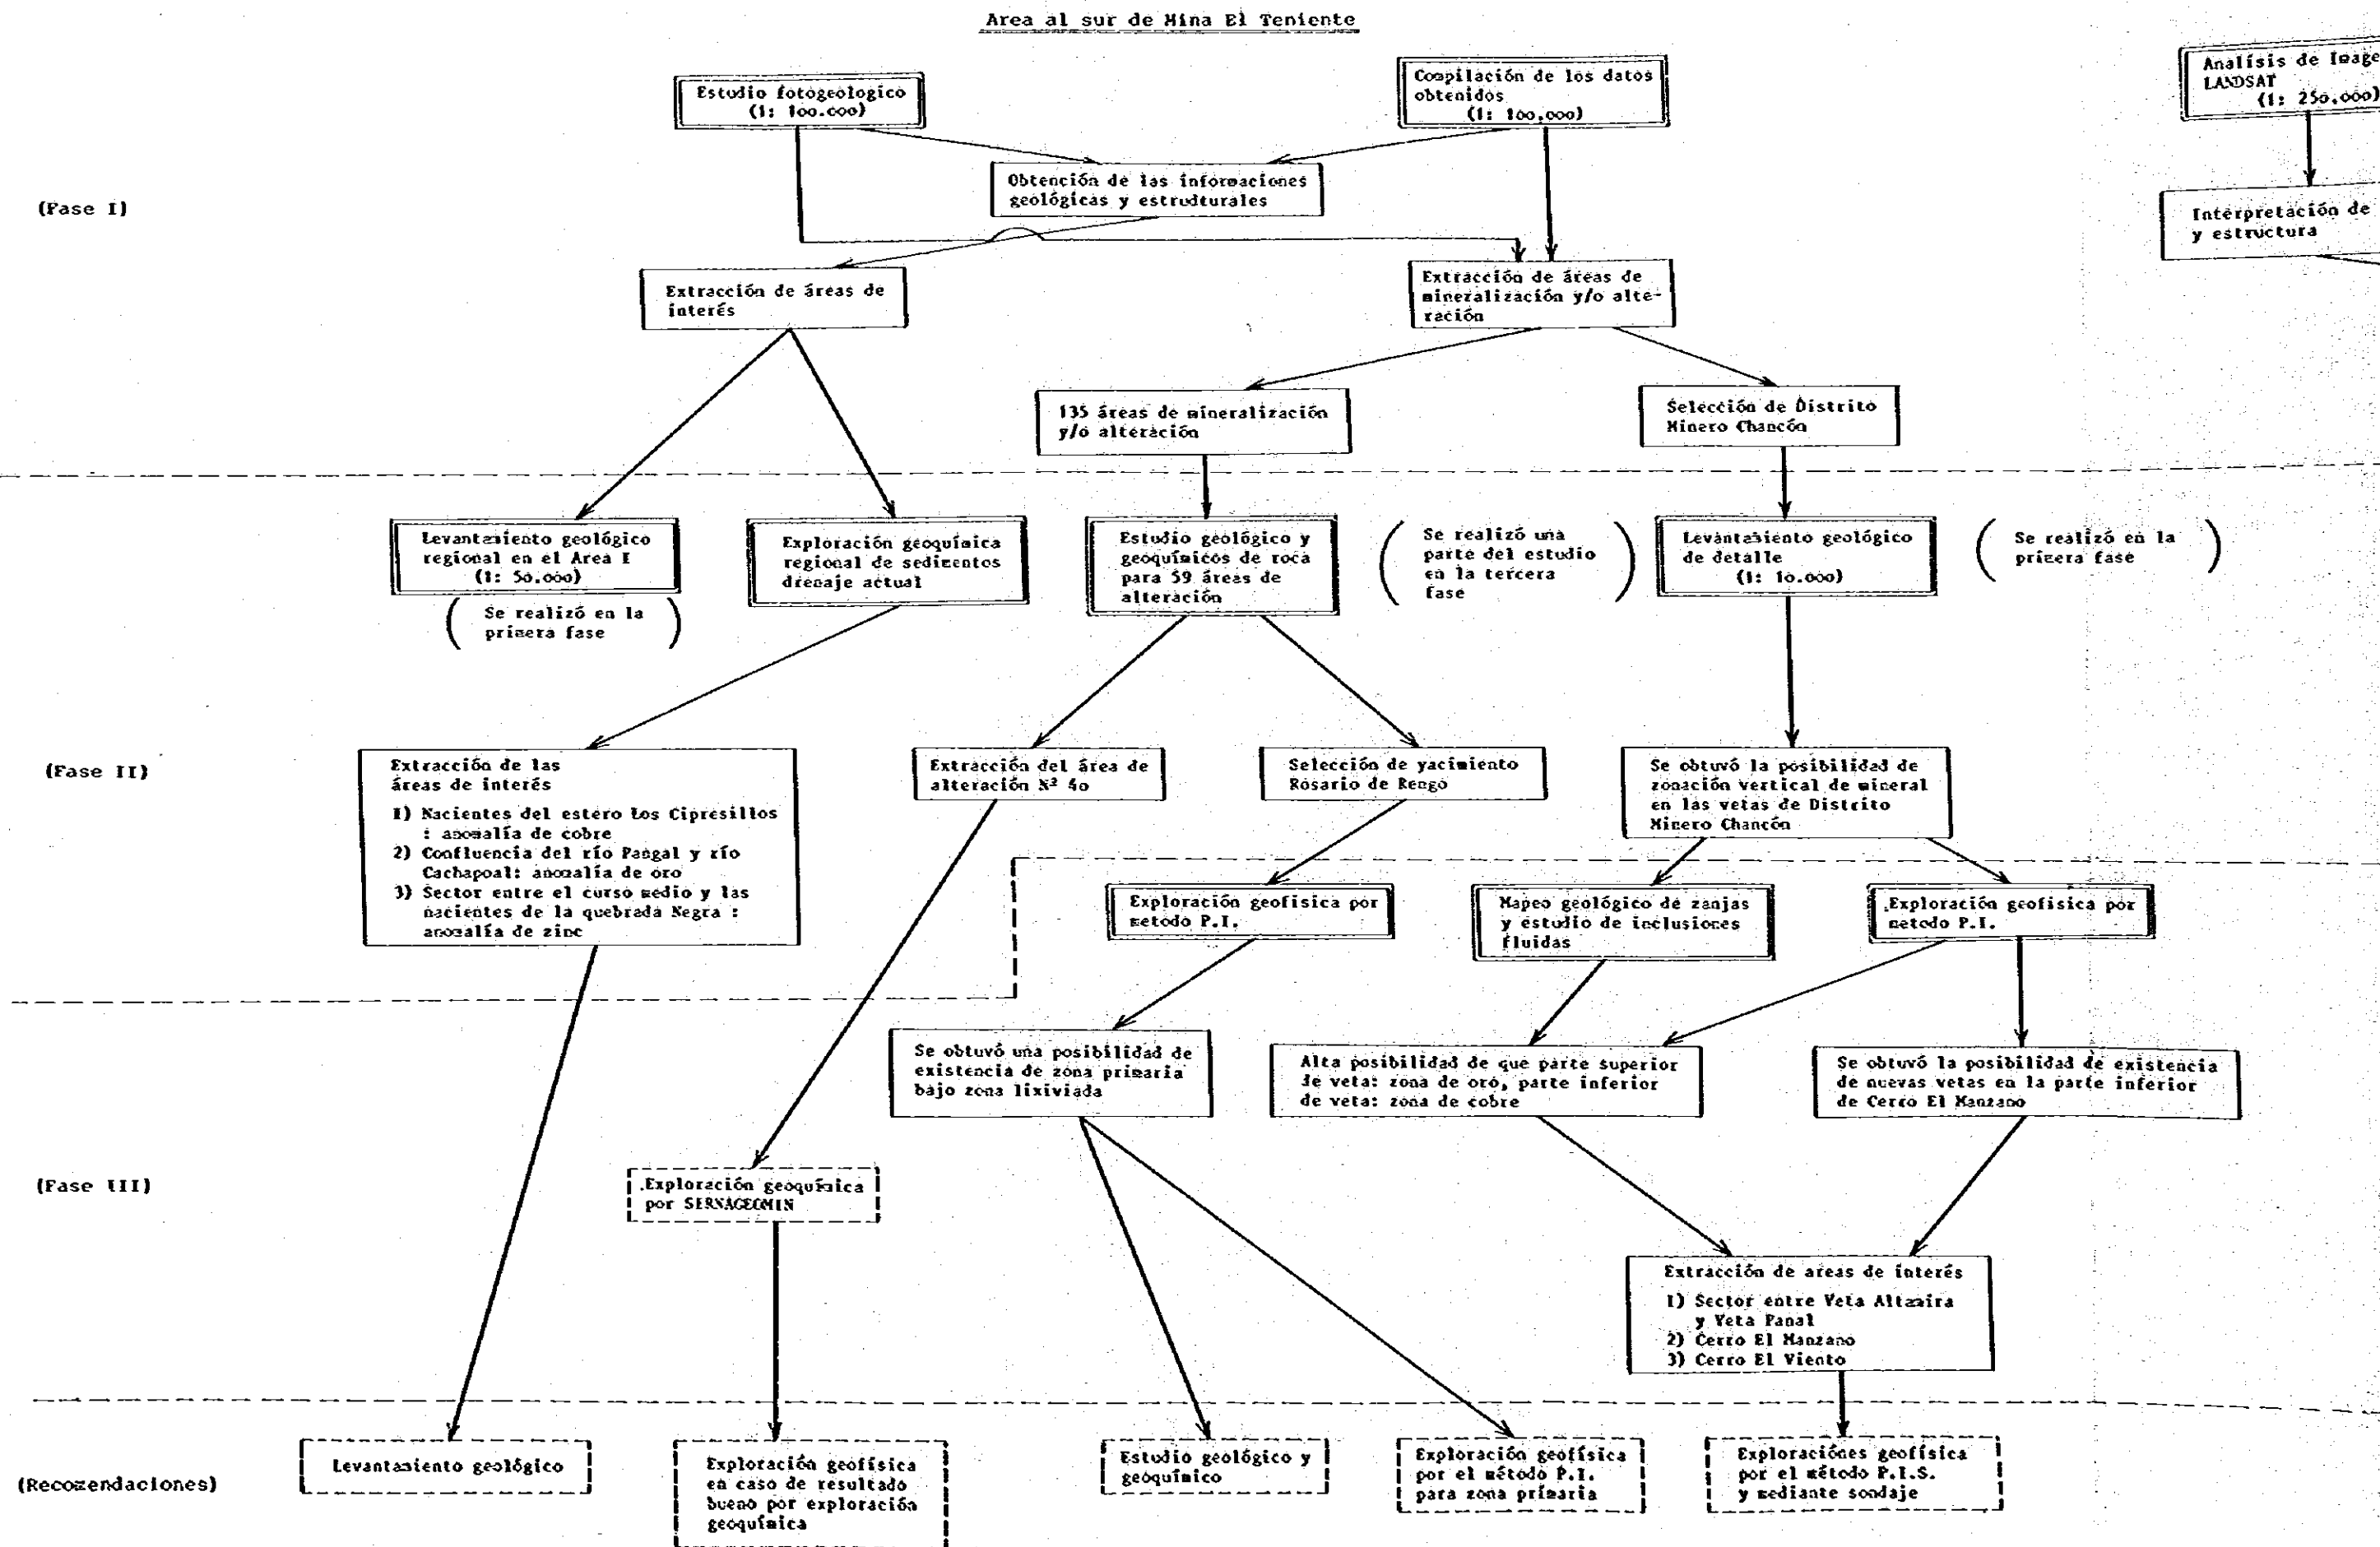 Area al sur de Mina El Teniente
Estudio fotogeologico
(1: 100.000)
Compilación de los datos
obtenidos
(1: 100.000)
Analísis de Image
LANDSAT
(1: 250.000)
(Fase I)
Obtención de las informaciones
geológicas y estrudturales
Interpretación de
y estructura
Extracción de áreas de
interés
Extracción de áreas de
mineralización y/o alte-
ración
135 áreas de mineralización
y/o alteración
Selección de Distrito
Minero Chancón
Levantamiento geológico
regional en el Area I
(1: 50.000)
( Se realizó en la
primera fase )
Exploración geoquímica
regional de sedimentos
drenaje actual
Estudio geológico y
geoquímicos de roca
para 59 áreas de
alteración
( Se realizó una
parte del estudio
en la tercera
fase )
Levantamiento geológico
de detalle
(1: 10.000)
( Se realizó en la
primera fase )
(Fase II)
Extracción de las
áreas de interés
1) Nacientes del estero Los Cipresillos
: anomalía de cobre
2) Confluencia del río Pangal y río
Cachapoal: anomalía de oro
3) Sector entre el curso medio y las
nacientes de la quebrada Negra :
anomalía de zinc
Extracción del área de
alteración Nº 40
Selección de yacimiento
Rosario de Rengo
Se obtuvó la posibilidad de
zonación vertical de mineral
en las vetas de Distrito
Minero Chancón
Exploración geofísica por
metodo P.I.
Mapeo geológico de zanjas
y estudio de inclusiones
fluidas
Exploración geofísica por
metodo P.I.
Se obtuvó una posibilidad de
existencia de zona primaria
bajo zona lixiviada
Alta posibilidad de que parte superior
de veta: zona de oro, parte inferior
de veta: zona de cobre
Se obtuvó la posibilidad de existencia
de nuevas vetas en la parte inferior
de Cerro El Manzano
(Fase III)
Exploración geoquímica
por SERNAGEOMIN
Extracción de areas de interés
1) Sector entre Veta Altamira
y Veta Panal
2) Cerro El Manzano
3) Cerro El Viento
(Recomendaciones)
Levantamiento geológico
Exploración geofísica
en caso de resultado
bueno por exploración
geoquímica
Estudio geológico y
geoquímico
Exploración geofísica
por el método P.I.
para zona primaria
Exploraciónes geofísica
por el método P.I.S.
y mediante sondaje